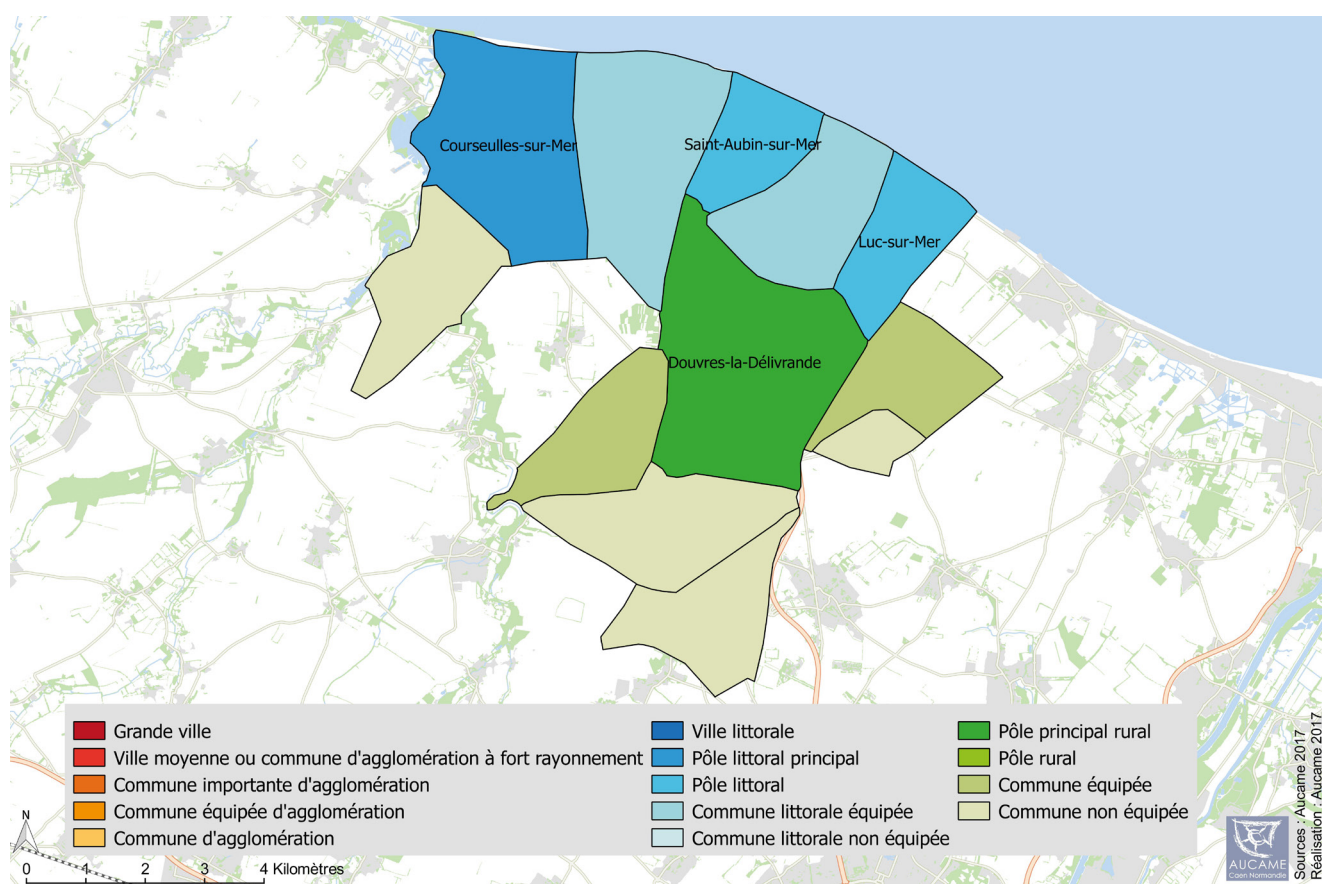 Courseulles-sur-Mer
Saint-Aubin-sur-Mer
Luc-sur-Mer
Douvres-la-Délivrande
Grande ville
Ville moyenne ou commune d'agglomération à fort rayonnement
Commune importante d'agglomération
Commune équipée d'agglomération
Commune d'agglomération
Ville littorale
Pôle littoral principal
Pôle littoral
Commune littorale équipée
Commune littorale non équipée
Pôle principal rural
Pôle rural
Commune équipée
Commune non équipée
N
0 1 2 3 4 Kilomètres
AUCAME
Caen Normandie
Sources : Aucame 2017
Réalisation : Aucame 2017